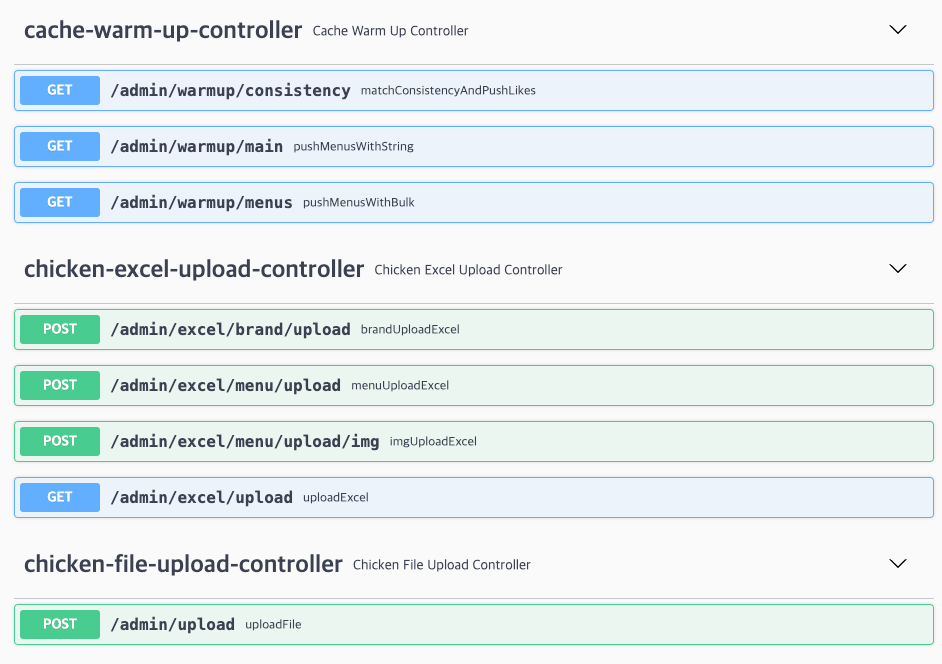 cache-warm-up-controller Cache Warm Up Controller
GET /admin/warmup/consistency matchConsistencyAndPushLikes
GET /admin/warmup/main pushMenusWithString
GET /admin/warmup/menus pushMenusWithBulk
chicken-excel-upload-controller Chicken Excel Upload Controller
POST /admin/excel/brand/upload brandUploadExcel
POST /admin/excel/menu/upload menuUploadExcel
POST /admin/excel/menu/upload/img imgUploadExcel
GET /admin/excel/upload uploadExcel
chicken-file-upload-controller Chicken File Upload Controller
POST /admin/upload uploadFile